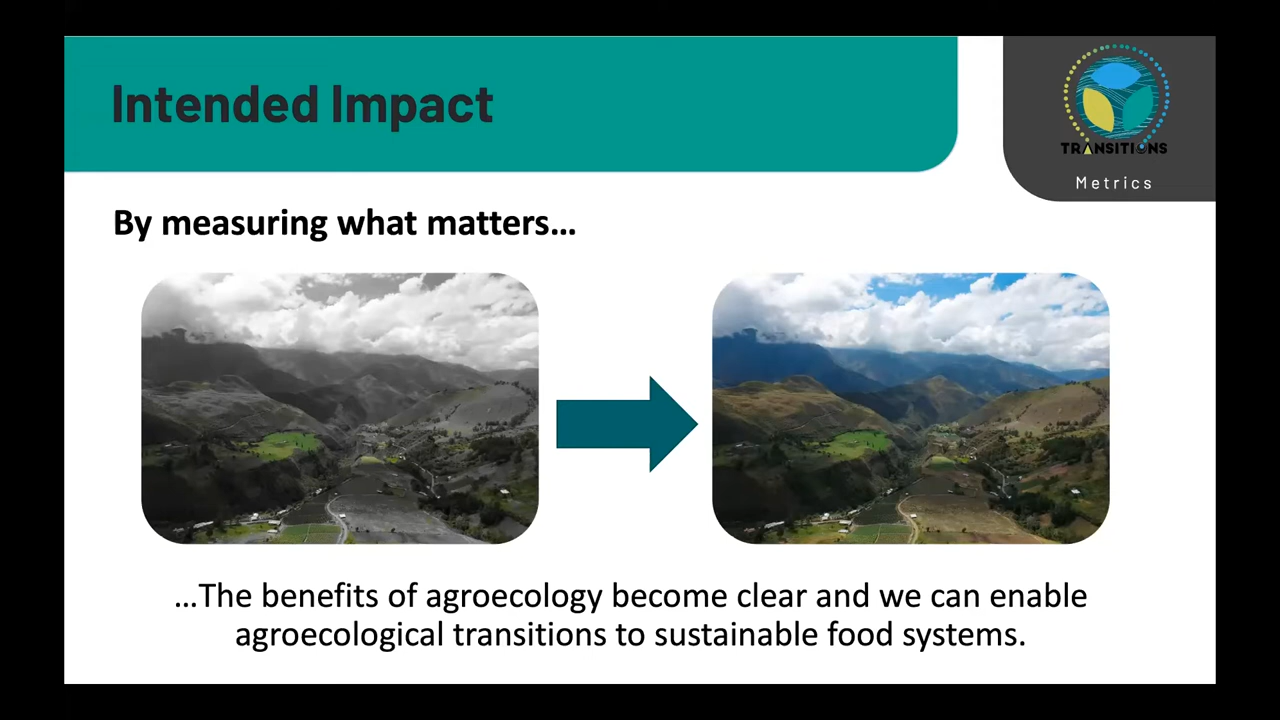 Intended Impact
TRANSITIONS
Metrics
By measuring what matters...
...The benefits of agroecology become clear and we can enable
agroecological transitions to sustainable food systems.